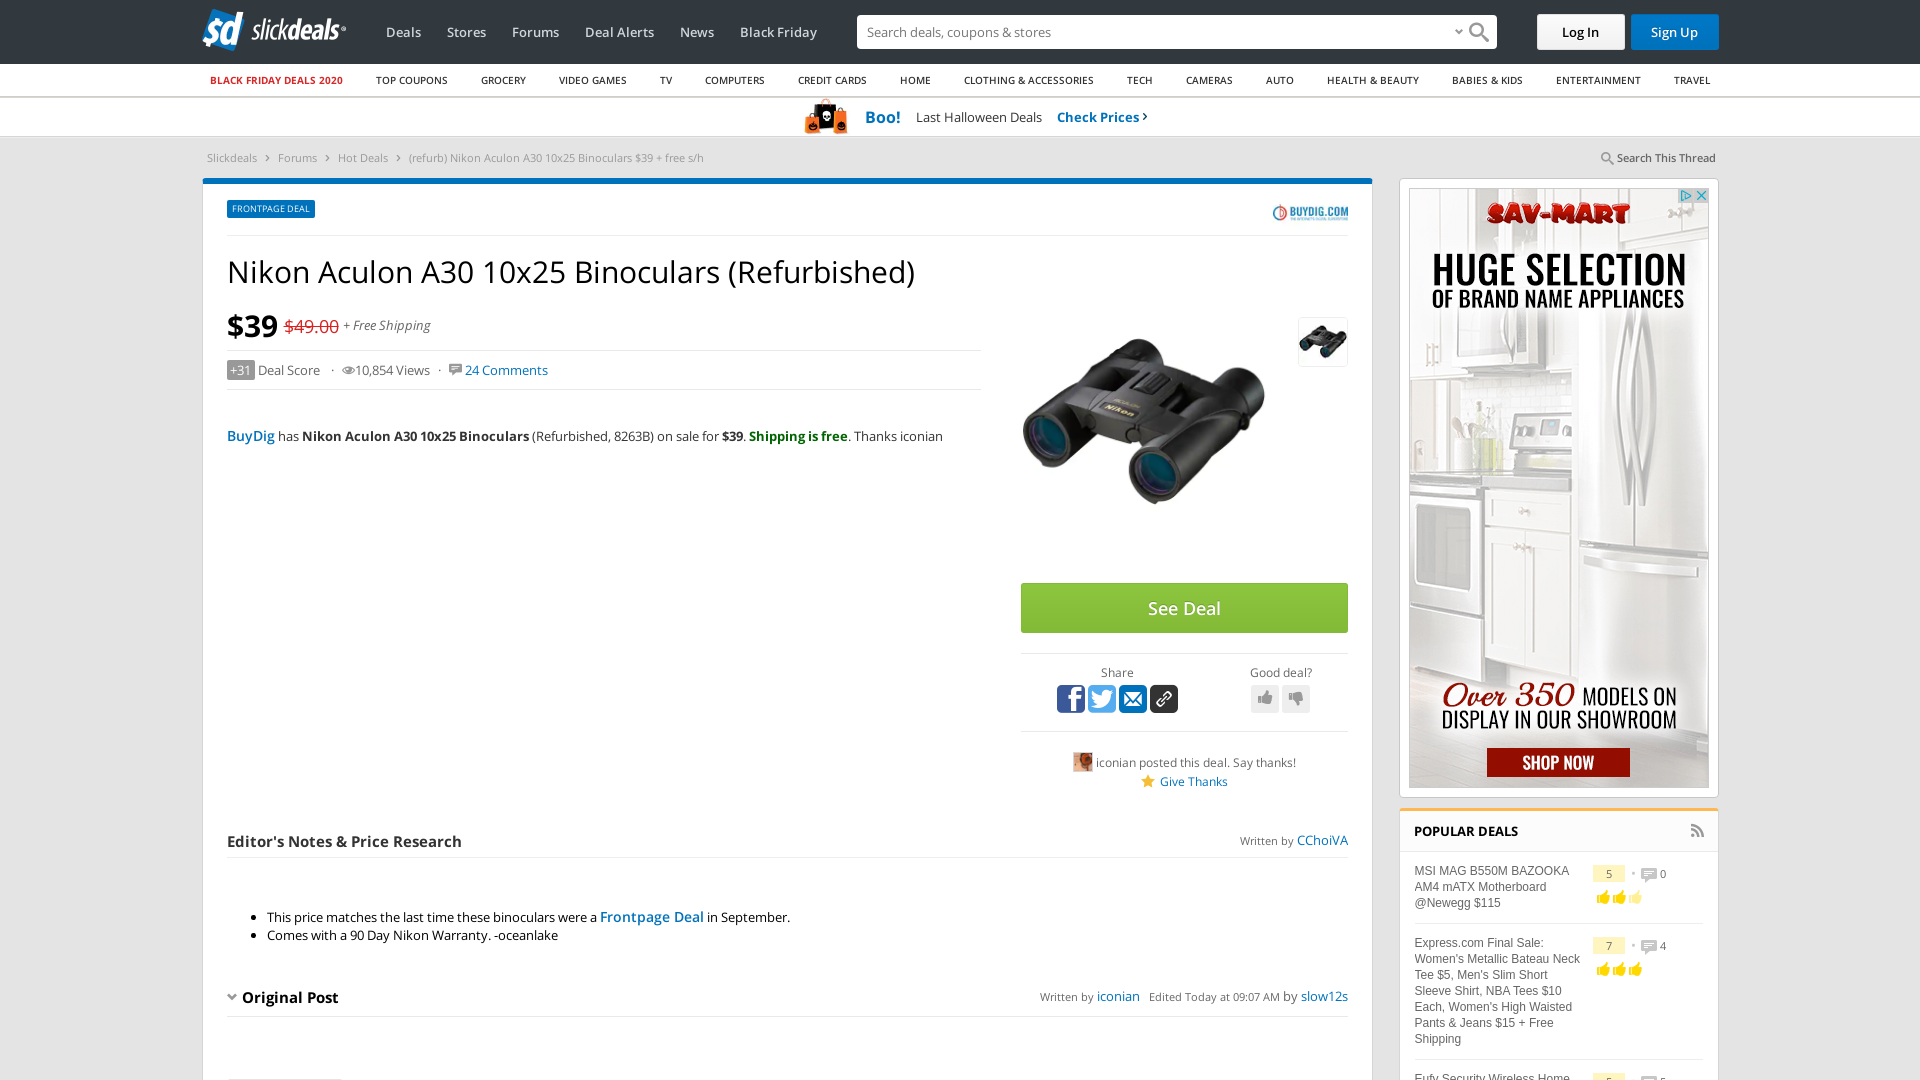 slickdeals
Deals
Stores
Forums
Deal Alerts
News
Black Friday
Search deals, coupons & stores
Log In
Sign Up
BLACK FRIDAY DEALS 2020
TOP COUPONS
GROCERY
VIDEO GAMES
TV
COMPUTERS
CREDIT CARDS
HOME
CLOTHING & ACCESSORIES
TECH
CAMERAS
AUTO
HEALTH & BEAUTY
BABIES & KIDS
ENTERTAINMENT
TRAVEL
Boo! Last Halloween Deals Check Prices ›
Slickdeals › Forums › Hot Deals › (refurb) Nikon Aculon A30 10x25 Binoculars $39 + free s/h
Search This Thread
FRONTPAGE DEAL
BUYDIG.COM
Nikon Aculon A30 10x25 Binoculars (Refurbished)
$39 $49.00 + Free Shipping
+31 Deal Score · 10,854 Views · 24 Comments
BuyDig has Nikon Aculon A30 10x25 Binoculars (Refurbished, 8263B) on sale for $39. Shipping is free. Thanks iconian
Nikon
See Deal
Share
Good deal?
iconian posted this deal. Say thanks!
Give Thanks
Editor's Notes & Price Research
Written by CChoiVA
• This price matches the last time these binoculars were a Frontpage Deal in September.
• Comes with a 90 Day Nikon Warranty. -oceanlake
Original Post
Written by iconian Edited Today at 09:07 AM by slow12s
SAV-MART
HUGE SELECTION
OF BRAND NAME APPLIANCES
Over 350 MODELS ON
DISPLAY IN OUR SHOWROOM
SHOP NOW
POPULAR DEALS
MSI MAG B550M BAZOOKA
AM4 mATX Motherboard
@Newegg $115
5 • 0
Express.com Final Sale:
Women's Metallic Bateau Neck
Tee $5, Men's Slim Short
Sleeve Shirt, NBA Tees $10
Each, Women's High Waisted
Pants & Jeans $15 + Free
Shipping
7 • 4
Eufy Security Wireless Home